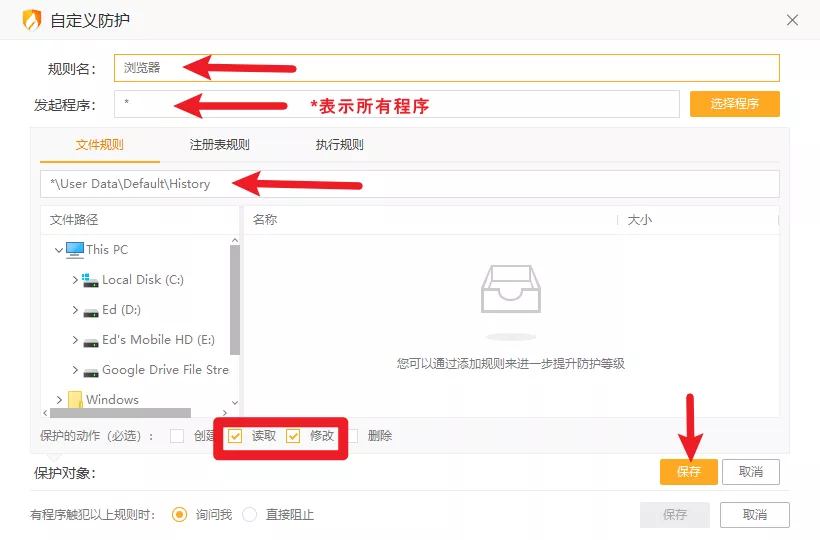 自定义防护
规则名： 浏览器
发起程序： * *表示所有程序 选择程序
文件规则 注册表规则 执行规则
*\User Data\Default\History
文件路径 名称 大小
This PC
Local Disk (C:)
Ed (D:)
Ed's Mobile HD (E:)
Google Drive File Stre
Windows
您可以通过添加规则来进一步提升防护等级
保护的动作（必选）： 创建 读取 修改 删除
保护对象： 保存 取消
有程序触犯以上规则时： 询问我 直接阻止 保存 取消